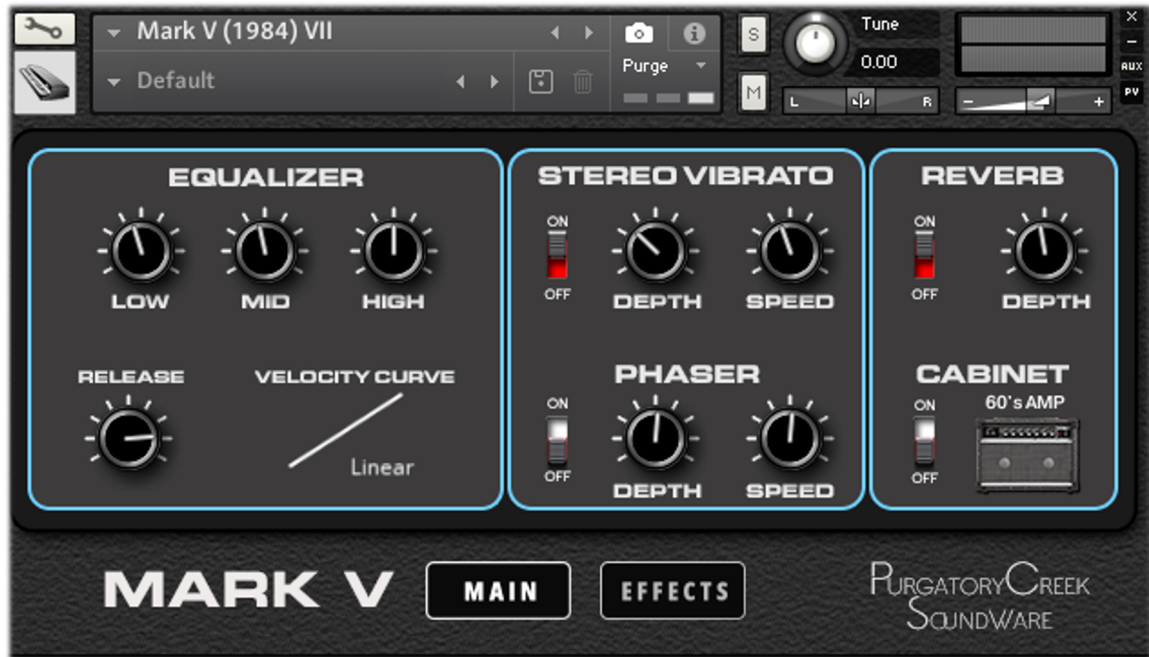 Mark V (1984) VII
Default
Purge
S
M
Tune
0.00
L R
- +
X
-
AUX
PV
EQUALIZER
LOW MID HIGH
RELEASE VELOCITY CURVE
Linear
STEREO VIBRATO
ON
OFF
DEPTH SPEED
PHASER
ON
OFF
DEPTH SPEED
REVERB
ON
OFF
DEPTH
CABINET
ON 60's AMP
OFF
MARK V MAIN EFFECTS
PURGATORY CREEK
SOUNDWARE